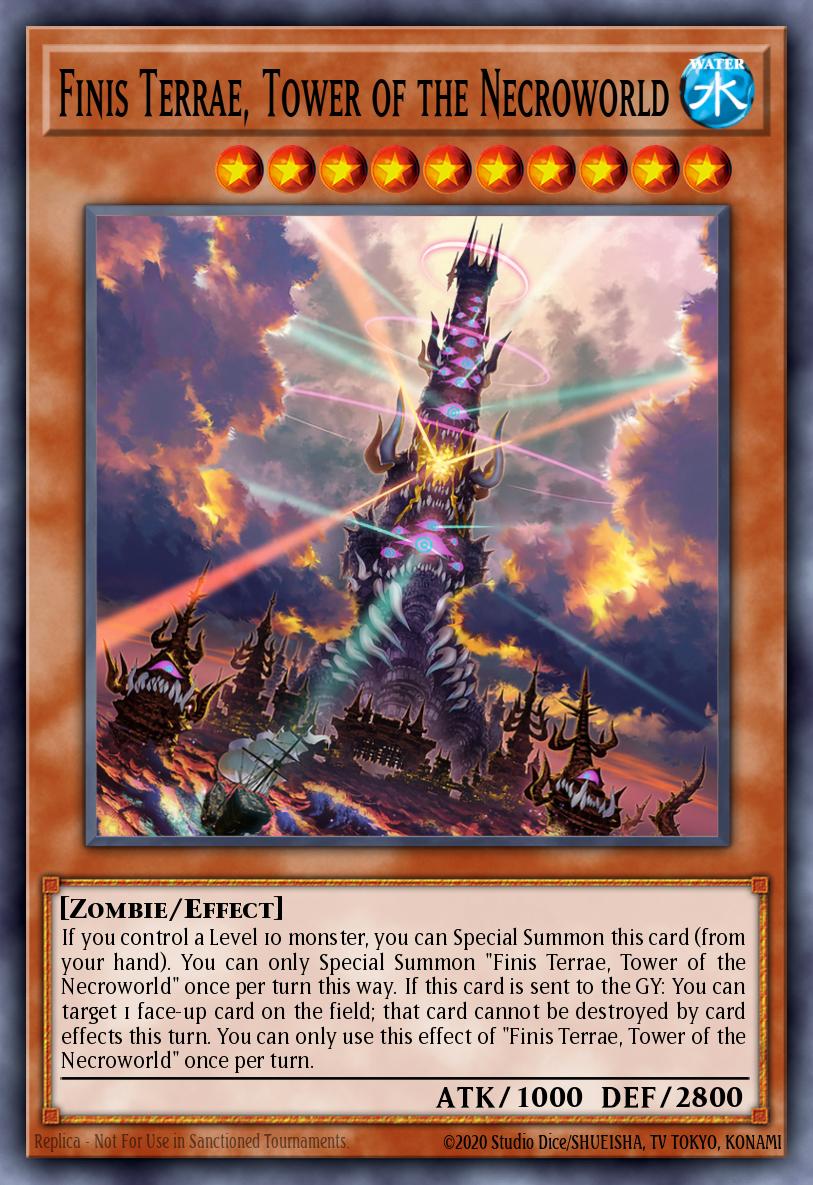 Finis Terrae, Tower of the Necroworld
WATER
水
[Zombie/Effect]
If you control a Level 10 monster, you can Special Summon this card (from
your hand). You can only Special Summon "Finis Terrae, Tower of the
Necroworld" once per turn this way. If this card is sent to the GY: You can
target 1 face-up card on the field; that card cannot be destroyed by card
effects this turn. You can only use this effect of "Finis Terrae, Tower of the
Necroworld" once per turn.
ATK/1000 DEF/2800
Replica - Not For Use in Sanctioned Tournaments.
©2020 Studio Dice/SHUEISHA, TV TOKYO, KONAMI